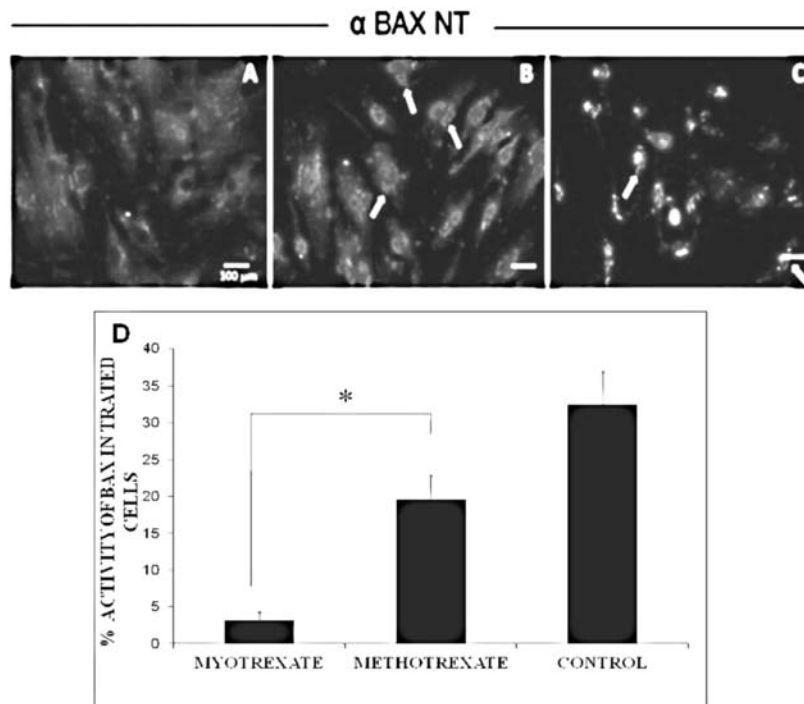 α BAX NT
A
B
C
100 µm
D
% ACTIVITY OF BAX IN TRATED
CELLS
40
35
30
25
20
15
10
5
0
*
MYOTREXATE METHOTREXATE CONTROL